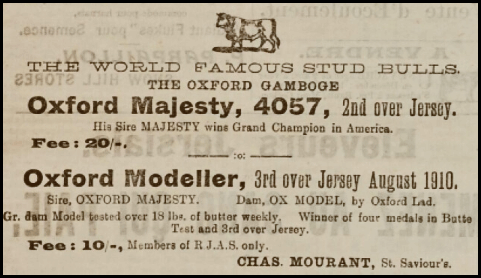 THE WORLD FAMOUS STUD BULLS.
THE OXFORD GAMBOGE
Oxford Majesty, 4057, 2nd over Jersey.
His Sire MAJESTY wins Grand Champion in America.
Fee: 20/-.
:o:
Oxford Modeller, 3rd over Jersey August 1910.
Sire, OXFORD MAJESTY. Dam, OX MODEL, by Oxford Lad.
Gr. dam Model tested over 18 lbs. of butter weekly. Winner of four medals in Butte
Test and 3rd over Jersey.
Fee: 10/-, Members of R J.A.S. only.
CHAS. MOURANT, St. Saviour's.